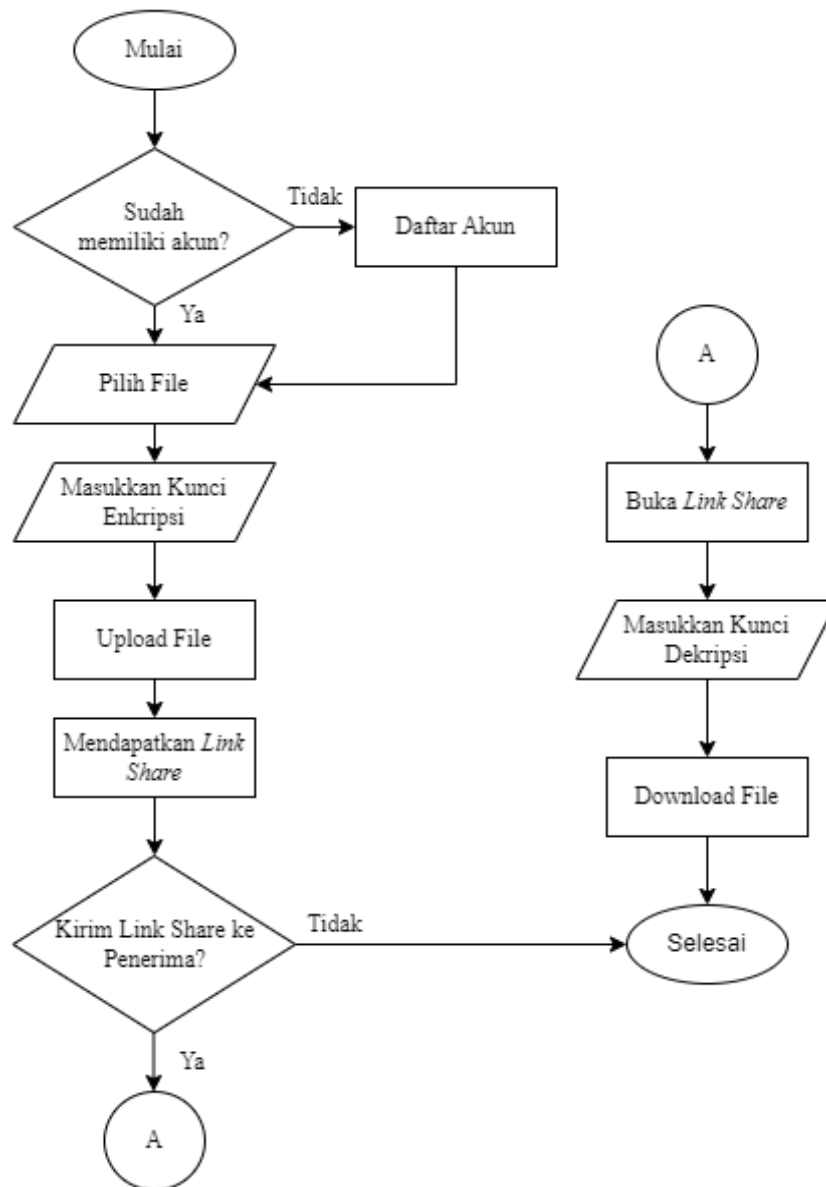 Mulai
Sudah
memiliki akun?
Tidak
Daftar Akun
Ya
Pilih File
Masukkan Kunci
Enkripsi
Upload File
Mendapatkan Link
Share
Kirim Link Share ke
Penerima?
Tidak
Ya
A
A
Buka Link Share
Masukkan Kunci
Dekripsi
Download File
Selesai